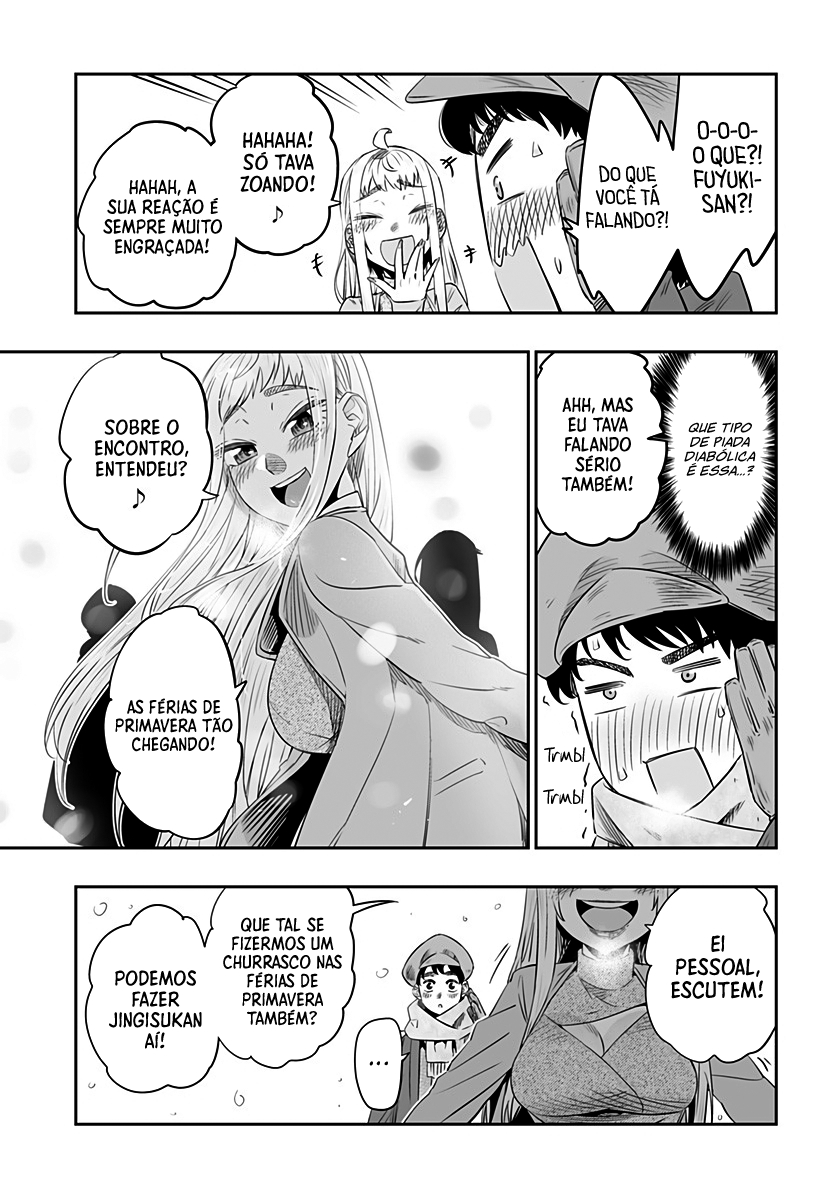 O-O-O-
O QUE?!
FUYUKI-
SAN?!
DO QUE
VOCÊ TÁ
FALANDO?!
HAHAHA!
SÓ TAVA
ZOANDO!
♪
HAHAH, A
SUA REAÇÃO É
SEMPRE MUITO
ENGRAÇADA!
QUE TIPO
DE PIADA
DIABÓLICA
É ESSA...?
AHH, MAS
EU TAVA
FALANDO
SÉRIO
TAMBÉM!
Trmbl
Trmbl
SOBRE O
ENCONTRO,
ENTENDEU?
♪
AS FÉRIAS DE
PRIMAVERA TÃO
CHEGANDO!
EI
PESSOAL,
ESCUTEM!
QUE TAL SE
FIZERMOS UM
CHURRASCO NAS
FÉRIAS DE
PRIMAVERA
TAMBÉM?
...
PODEMOS
FAZER
JINGISUKAN
AÍ!